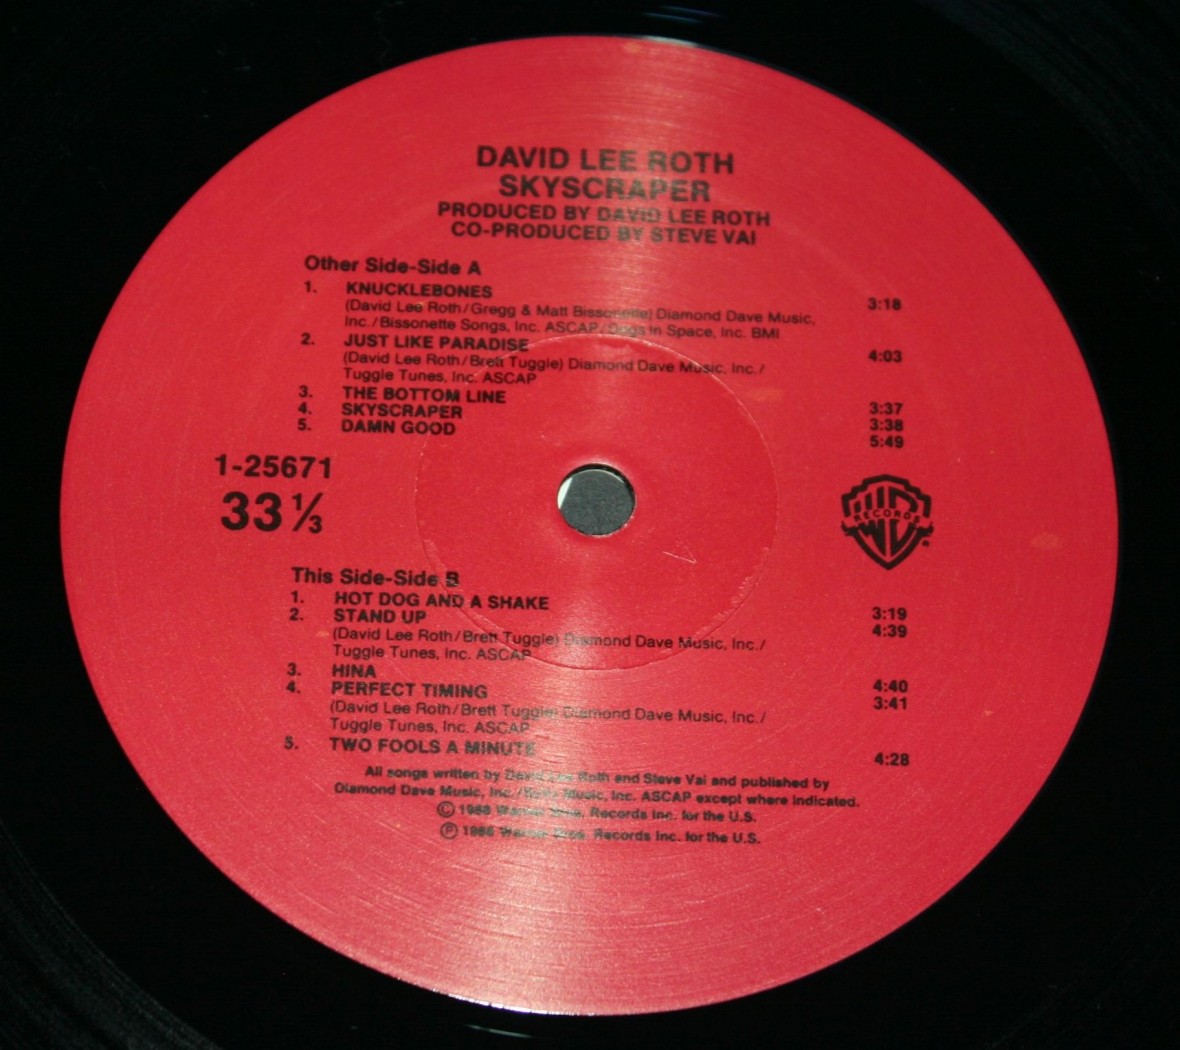 DAVID LEE ROTH
SKYSCRAPER
PRODUCED BY DAVID LEE ROTH
CO-PRODUCED BY STEVE VAI
Other Side-Side A
1. KNUCKLEBONES 3:18
(David Lee Roth/Gregg & Matt Bissonette) Diamond Dave Music,
Inc./Bissonette Songs, Inc. ASCAP/Dogs In Space, Inc. BMI
2. JUST LIKE PARADISE 4:03
(David Lee Roth/Brett Tuggle) Diamond Dave Music, Inc./
Tuggle Tunes, Inc. ASCAP
3. THE BOTTOM LINE 3:37
4. SKYSCRAPER 3:38
5. DAMN GOOD 5:49
1-25671
33 1/3
W RECORDS ®
This Side-Side B
1. HOT DOG AND A SHAKE 3:19
2. STAND UP 4:39
(David Lee Roth/Brett Tuggle) Diamond Dave Music, Inc./
Tuggle Tunes, Inc. ASCAP
3. HINA 4:40
4. PERFECT TIMING 3:41
(David Lee Roth/Brett Tuggle) Diamond Dave Music, Inc./
Tuggle Tunes, Inc. ASCAP
5. TWO FOOLS A MINUTE 4:28
All songs written by David Lee Roth and Steve Vai and published by
Diamond Dave Music, Inc./ Music, Inc. ASCAP except where indicated.
© 1988 Warner Bros. Records Inc. for the U.S.
℗ 1988 Warner Bros. Records Inc. for the U.S.